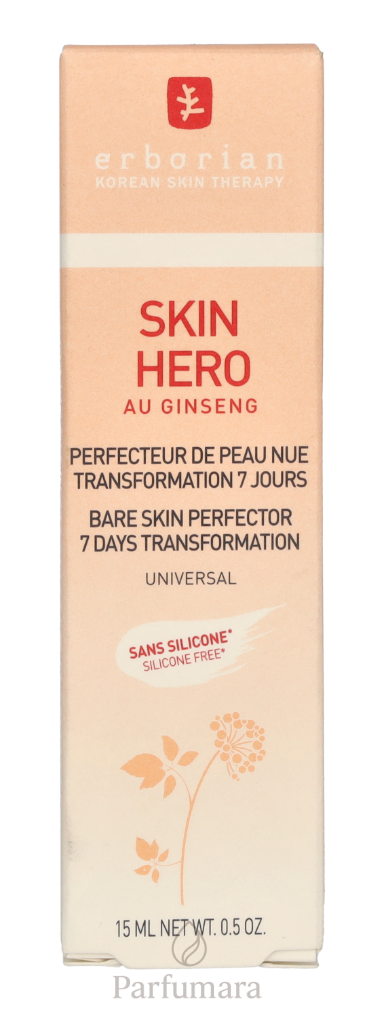 erborian
KOREAN SKIN THERAPY
SKIN
HERO
AU GINSENG
PERFECTEUR DE PEAU NUE
TRANSFORMATION 7 JOURS
BARE SKIN PERFECTOR
7 DAYS TRANSFORMATION
UNIVERSAL
SANS SILICONE*
SILICONE FREE*
15 ML NET WT. 0.5 OZ.
Parfumara